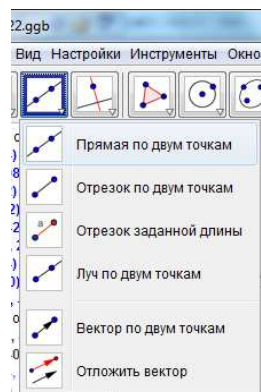 22.ggb
Вид Настройки Инструменты Окно
Прямая по двум точкам
Отрезок по двум точкам
a
Отрезок заданной длины
Луч по двум точкам
Вектор по двум точкам
Отложить вектор